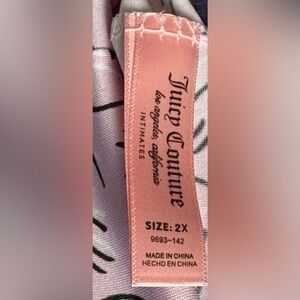 Juicy Couture
los angeles, california
INTIMATES
SIZE: 2X
9693-142
MADE IN CHINA
HECHO EN CHINA